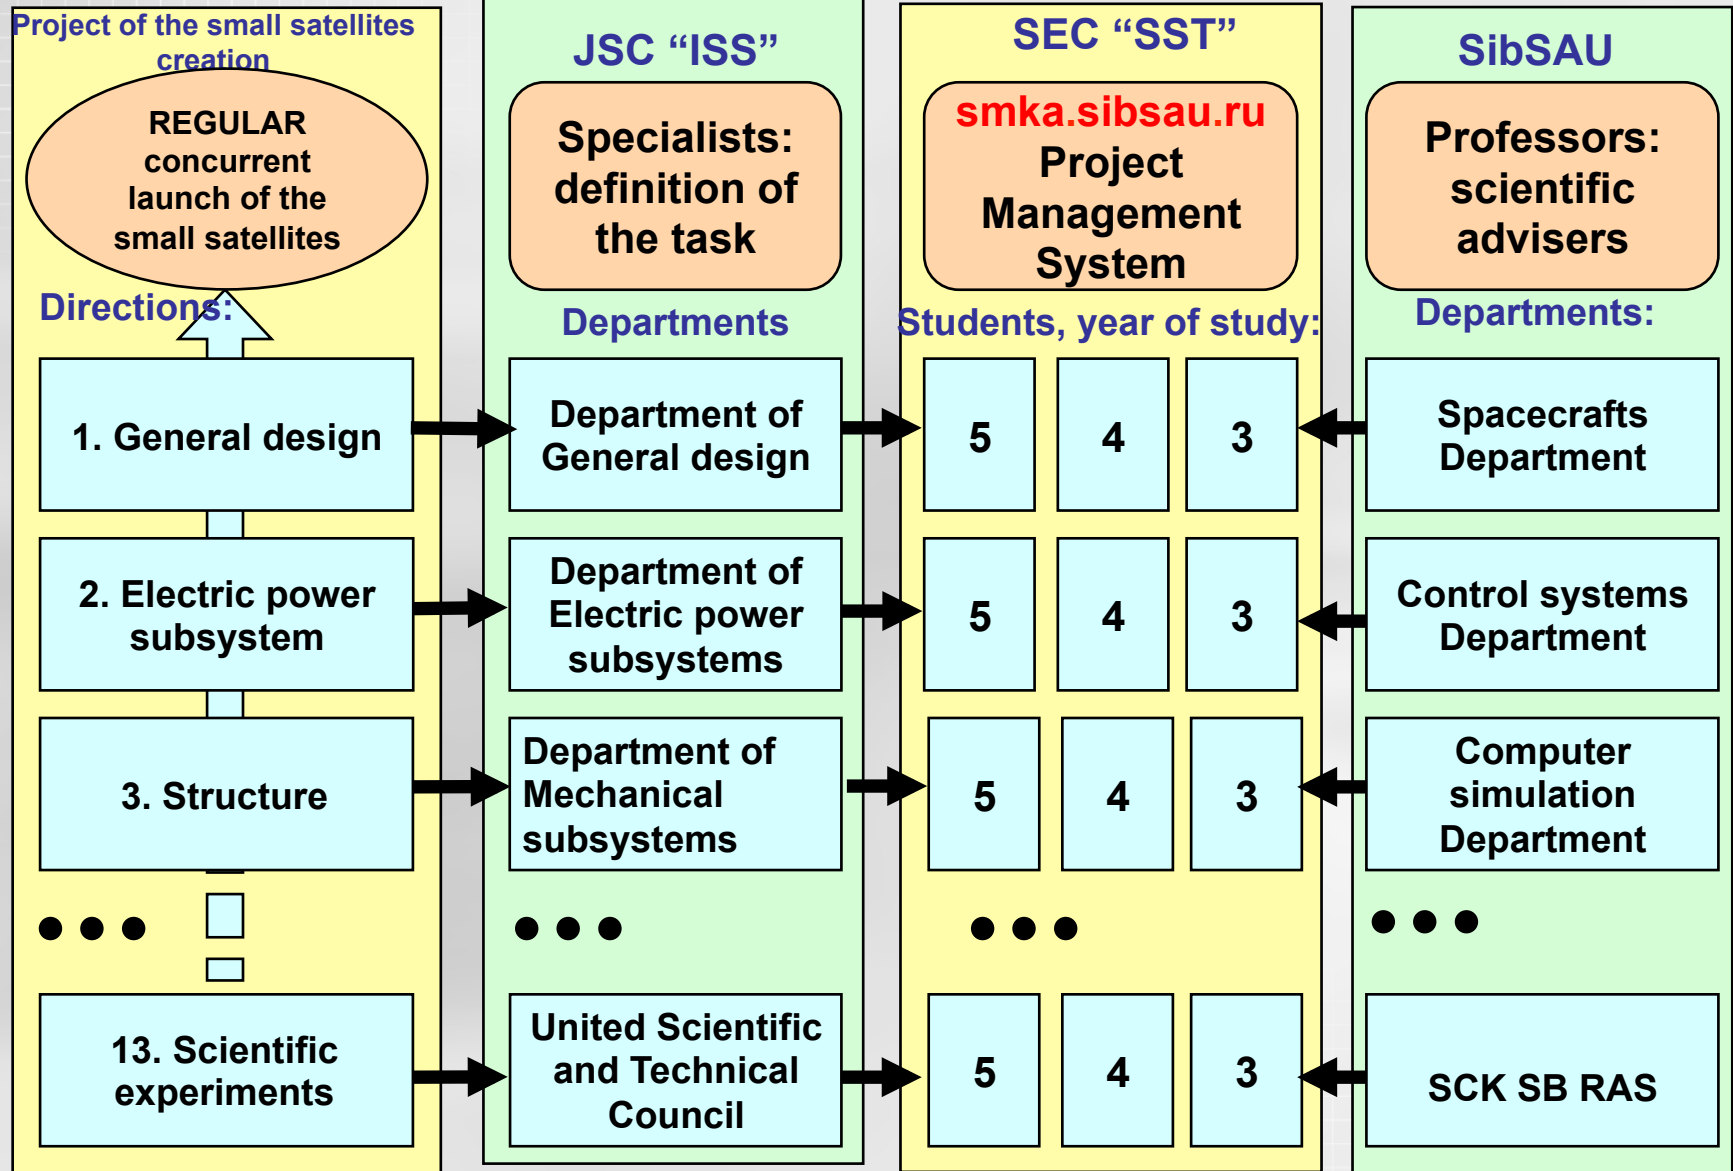 Project of the small satellites
creation
REGULAR
concurrent
launch of the
small satellites
Directions:
1. General design
2. Electric power
subsystem
3. Structure
● ● ●
13. Scientific
experiments
JSC “ISS”
Specialists:
definition of
the task
Departments
Department of
General design
Department of
Electric power
subsystems
Department of
Mechanical
subsystems
● ● ●
United Scientific
and Technical
Council
SEC “SST”
smka.sibsau.ru
Project
Management
System
Students, year of study:
5 4 3
5 4 3
5 4 3
● ● ●
5 4 3
SibSAU
Professors:
scientific
advisers
Departments:
Spacecrafts
Department
Control systems
Department
Computer
simulation
Department
● ● ●
SCK SB RAS